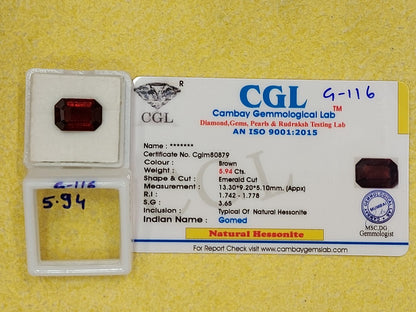 G-116
5.94
R
CGL
CGL TM
G-116
Cambay Gemmological Lab
Diamond,Gems, Pearls & Rudraksh Testing Lab
AN ISO 9001:2015
Name : *******
Certificate No. Cglm80879
Colour : Brown
Weight : 5.94 Cts.
Shape & Cut : Emerald Cut
Measurement : 13.30*9.20*5.10mm. (Appx)
R.I : 1.742 - 1.778
S.G : 3.65
Inclusion : Typical Of Natural Hessonite
Indian Name : Gomed
CGL
MUMBAI
MSC,DG
Gemmologist
Natural Hessonite
For Report Check visit at www.cambaygemslab.com